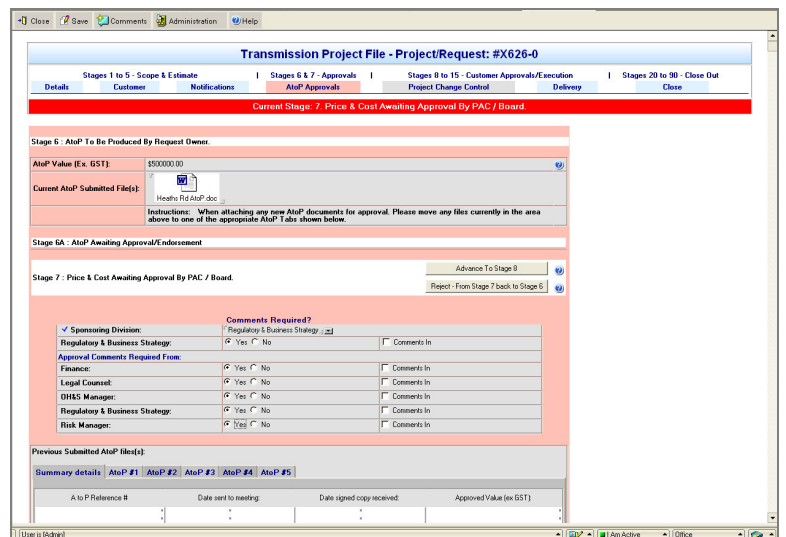 Close Save Comments Administration Help
Transmission Project File - Project/Request: #X626-0
Stages 1 to 5 - Scope & Estimate | Stages 6 & 7 - Approvals | Stages 8 to 15 - Customer Approvals/Execution | Stages 20 to 90 - Close Out
Details Customer Notifications AtoP Approvals Project Change Control Delivery Close
Current Stage: 7. Price & Cost Awaiting Approval By PAC / Board.
Stage 6 : AtoP To Be Produced By Request Owner.
AtoP Value (Ex. GST): $500000.00
Current AtoP Submitted File(s):
Heaths Rd AtoP.doc
Instructions: When attaching any new AtoP documents for approval. Please move any files currently in the area
above to one of the appropriate AtoP Tabs shown below.
Stage 6A : AtoP Awaiting Approval/Endorsement
Advance To Stage 8
Stage 7 : Price & Cost Awaiting Approval By PAC / Board.
Reject - From Stage 7 back to Stage 6
Comments Required?
Sponsoring Division: Regulatory & Business Strategy
Regulatory & Business Strategy: Yes No Comments In
Approval Comments Required From:
Finance: Yes No Comments In
Legal Counsel: Yes No Comments In
OH&S Manager: Yes No Comments In
Regulatory & Business Strategy: Yes No Comments In
Risk Manager: Yes No Comments In
Previous Submitted AtoP files(s):
Summary details AtoP #1 AtoP #2 AtoP #3 AtoP #4 AtoP #5
A to P Reference # Date sent to meeting: Date signed copy received: Approved Value (ex GST):
User is [Admin] I Am Active Office